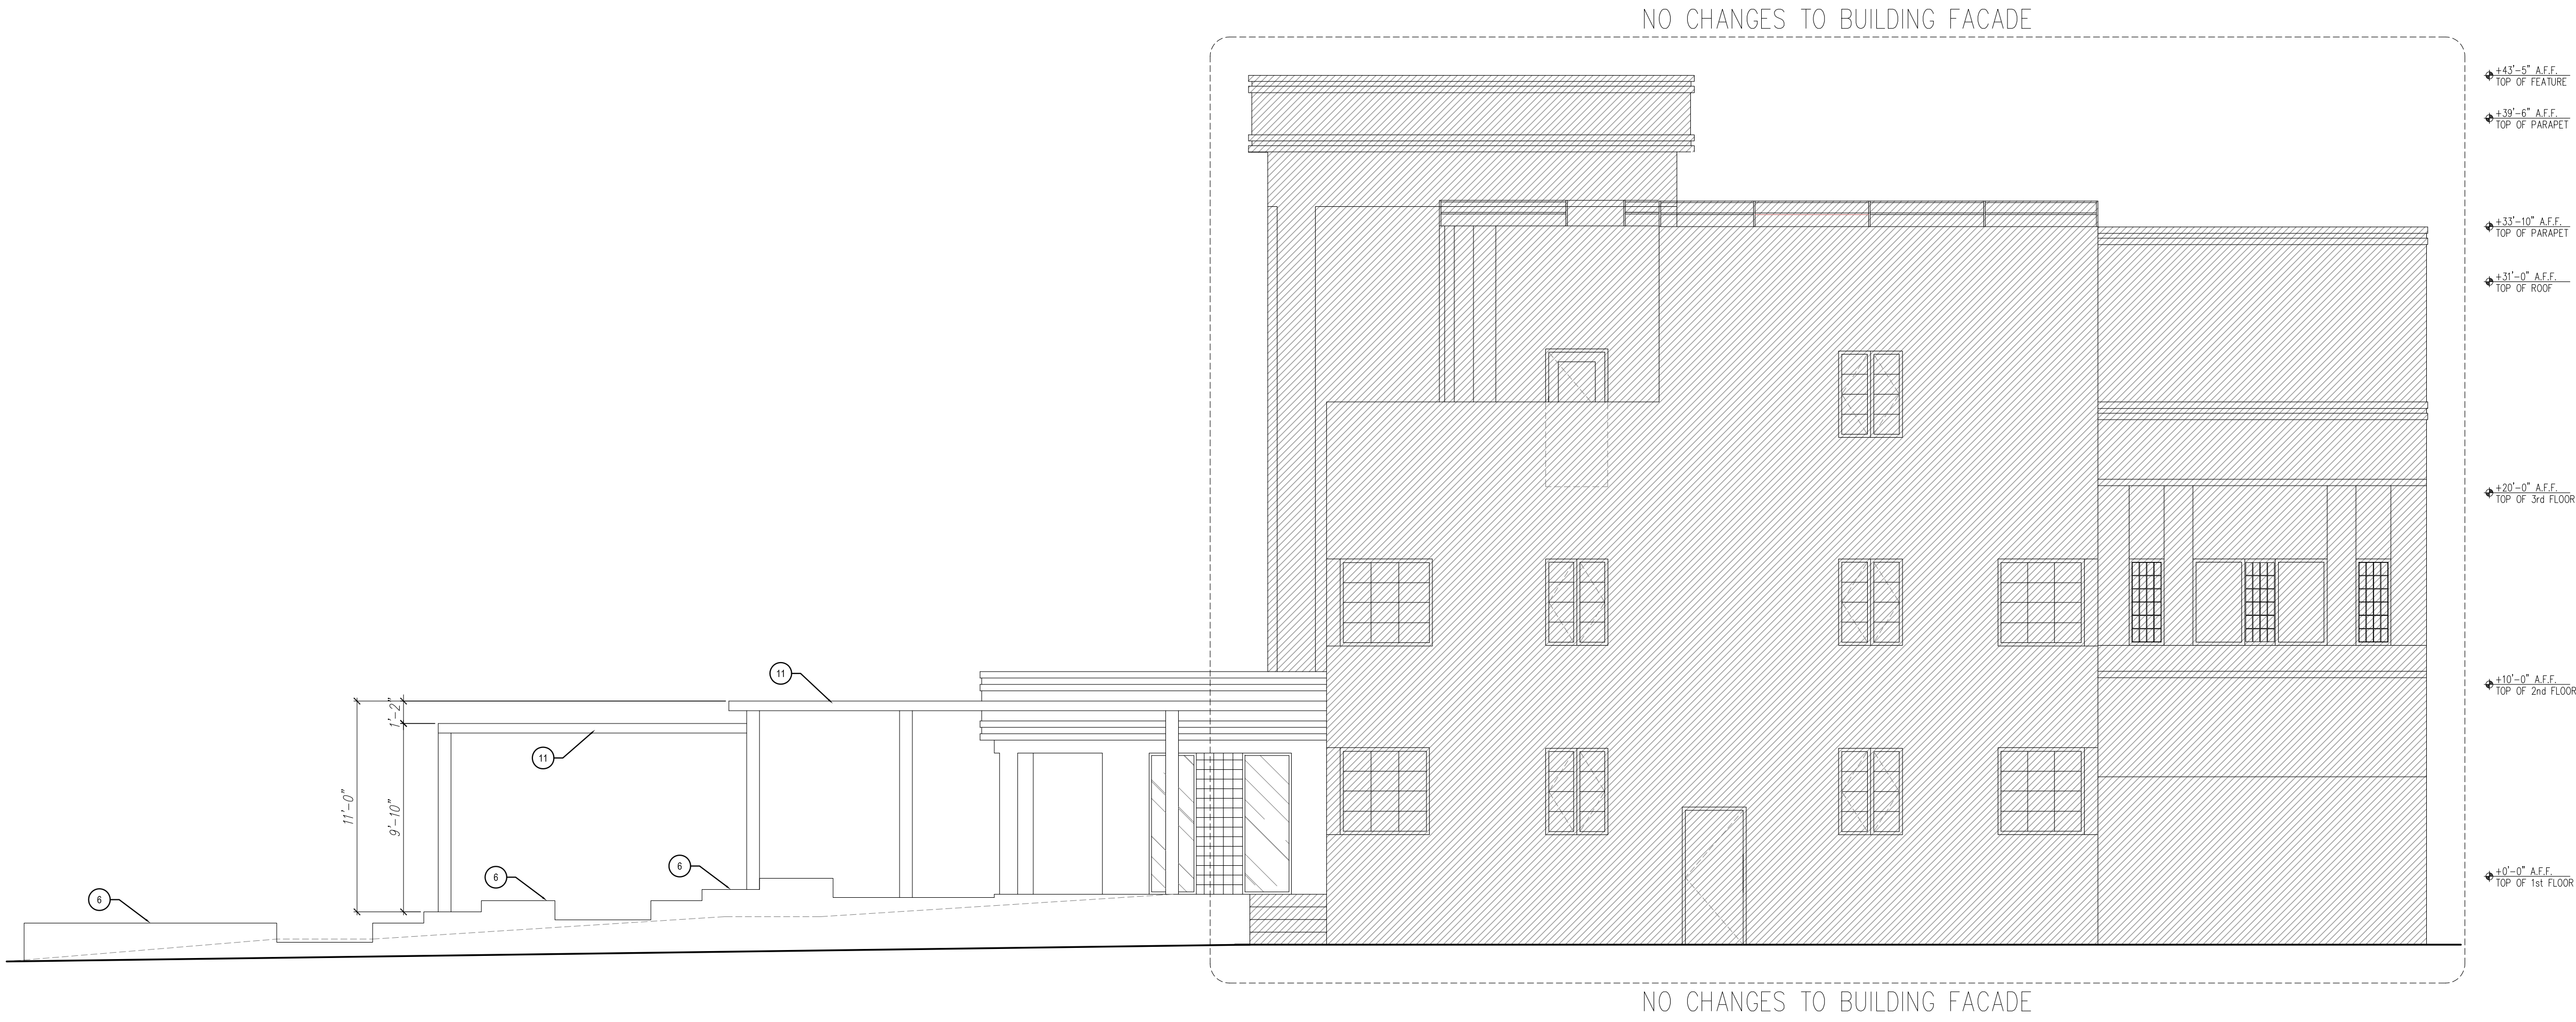 NO CHANGES TO BUILDING FACADE
+43'-5" A.F.F.
TOP OF FEATURE
+39'-6" A.F.F.
TOP OF PARAPET
+33'-10" A.F.F.
TOP OF PARAPET
+31'-0" A.F.F.
TOP OF ROOF
+20'-0" A.F.F.
TOP OF 3rd FLOOR
+10'-0" A.F.F.
TOP OF 2nd FLOOR
+0'-0" A.F.F.
TOP OF 1st FLOOR
11
1'-2"
11
11'-0"
9'-10"
6
6
6
NO CHANGES TO BUILDING FACADE